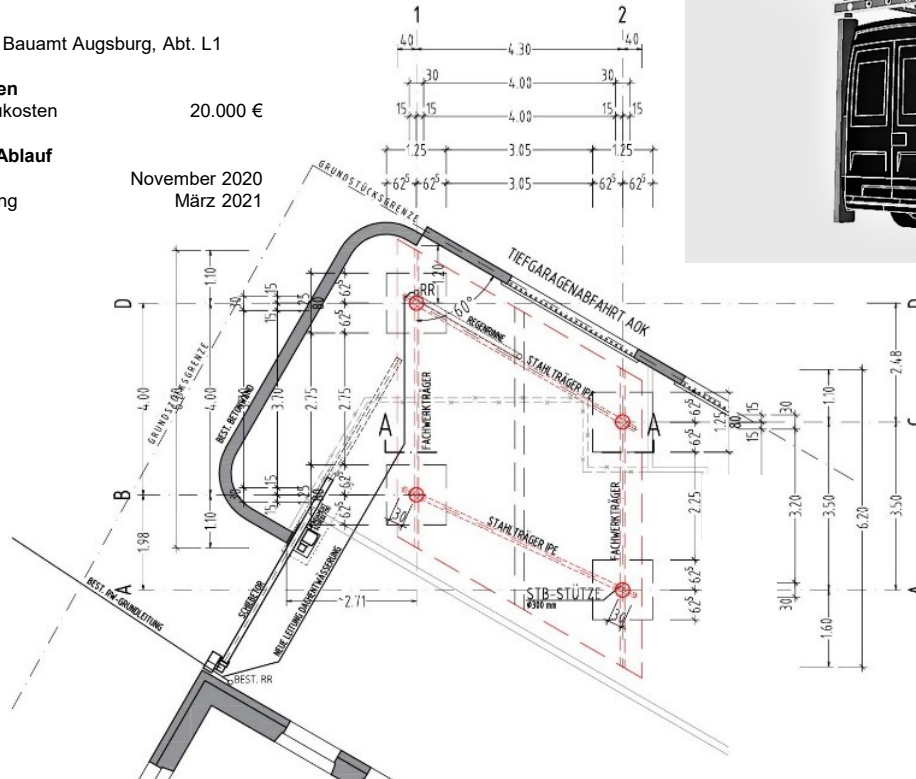 Bauamt Augsburg, Abt. L1
en
ukosten 20.000 €
Ablauf
November 2020
ng März 2021
1 2
40 4.30 40
30 4.00 30
15 15 4.00 15 15
1.25 3.05 1.25
62⁵ 62⁵ 3.05 62⁵ 62⁵
GRUNDSTÜCKSGRENZE
TIEFGARAGENABFAHRT AOK
1.10
1.20
RR
60°
REGENRINNE
STAHLTRÄGER IPE
D
30 15 15 25 80 62⁵ 62⁵
2.48
GRUNDSTÜCKSGRENZE
BEST. BETONWAND
4.00 4.00 3.70 2.75 2.75
FACHWERKTRÄGER
A A
1.10 30
62⁵ 1.25 80 15 15
62⁵
C
B
15 25 62⁵ 62⁵
30
STAHLTRÄGER IPE
FACHWERKTRÄGER
2.25 3.20 3.50 6.20 3.50
1.98 1.10
A
BEST. RW-GRUNDLEITUNG
SCHIEBETOR
NEUE LEITUNG DACHENTWÄSSERUNG
2.71
STB-STÜTZE
Ø300 mm
30
62⁵ 62⁵ 30
1.60
BEST. RR